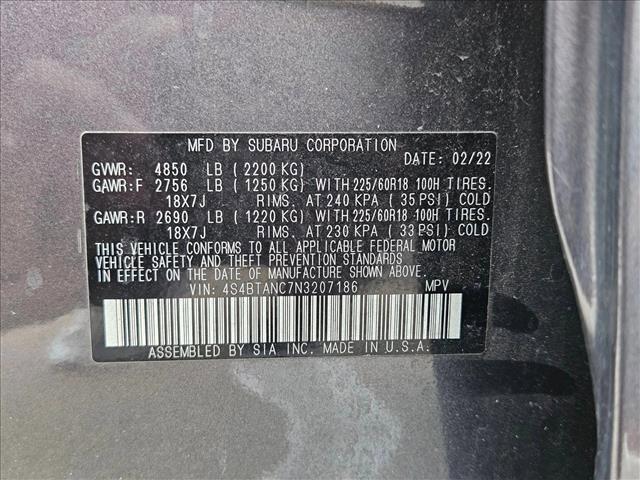 MFD BY SUBARU CORPORATION
DATE: 02/22
GVWR: 4850 LB ( 2200 KG)
GAWR:F 2756 LB ( 1250 KG) WITH 225/60R18 100H TIRES.
18X7J RIMS. AT 240 KPA ( 35 PSI) COLD
GAWR:R 2690 LB ( 1220 KG) WITH 225/60R18 100H TIRES.
18X7J RIMS. AT 230 KPA ( 33 PSI) COLD
THIS VEHICLE CONFORMS TO ALL APPLICABLE FEDERAL MOTOR
VEHICLE SAFETY AND THEFT PREVENTION STANDARDS
IN EFFECT ON THE DATE OF MANUFACTURE SHOWN ABOVE.
VIN: 4S4BTANC7N3207186 MPV
ASSEMBLED BY SIA INC. MADE IN U.S.A.